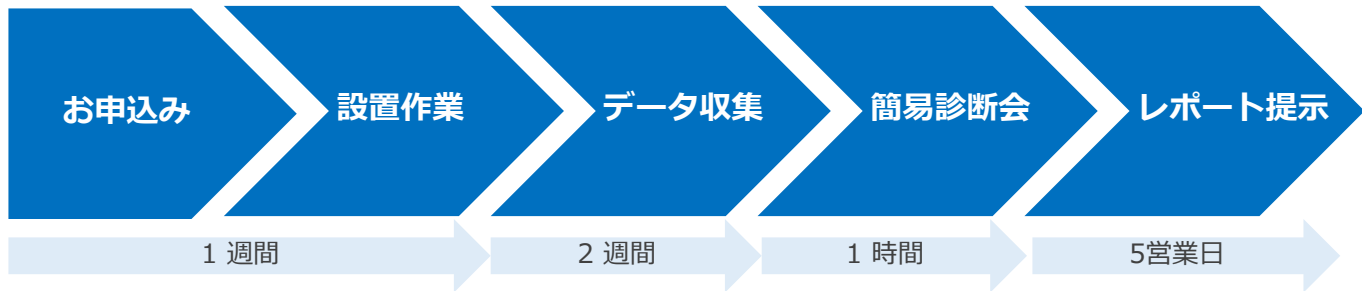 お申込み
設置作業
データ収集
簡易診断会
レポート提示
1 週間
2 週間
1 時間
5営業日